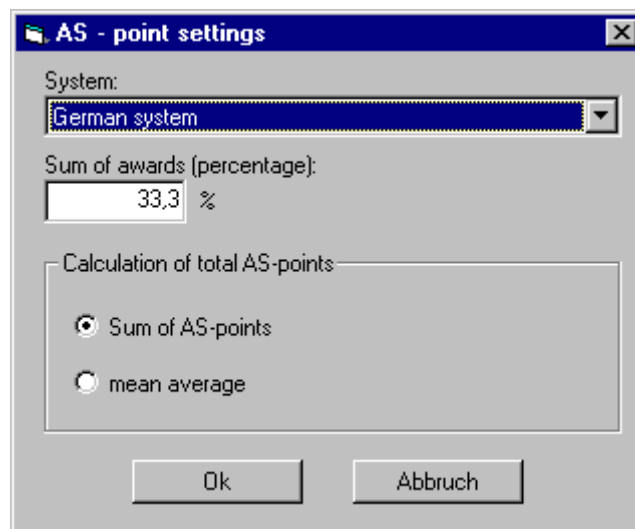 AS - point settings
System:
German system
Sum of awards (percentage):
33,3 %
Calculation of total AS-points
Sum of AS-points
mean average
Ok Abbruch